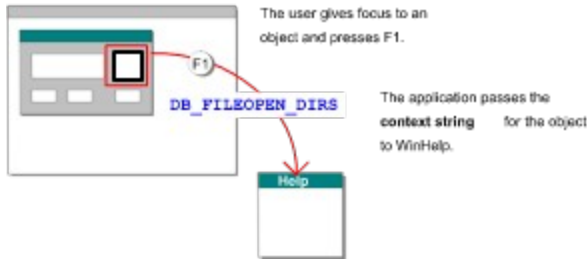 The user gives focus to an
object and presses F1.
F1
DB_FILEOPEN_DIRS
The application passes the
context string for the object
to WinHelp.
Help